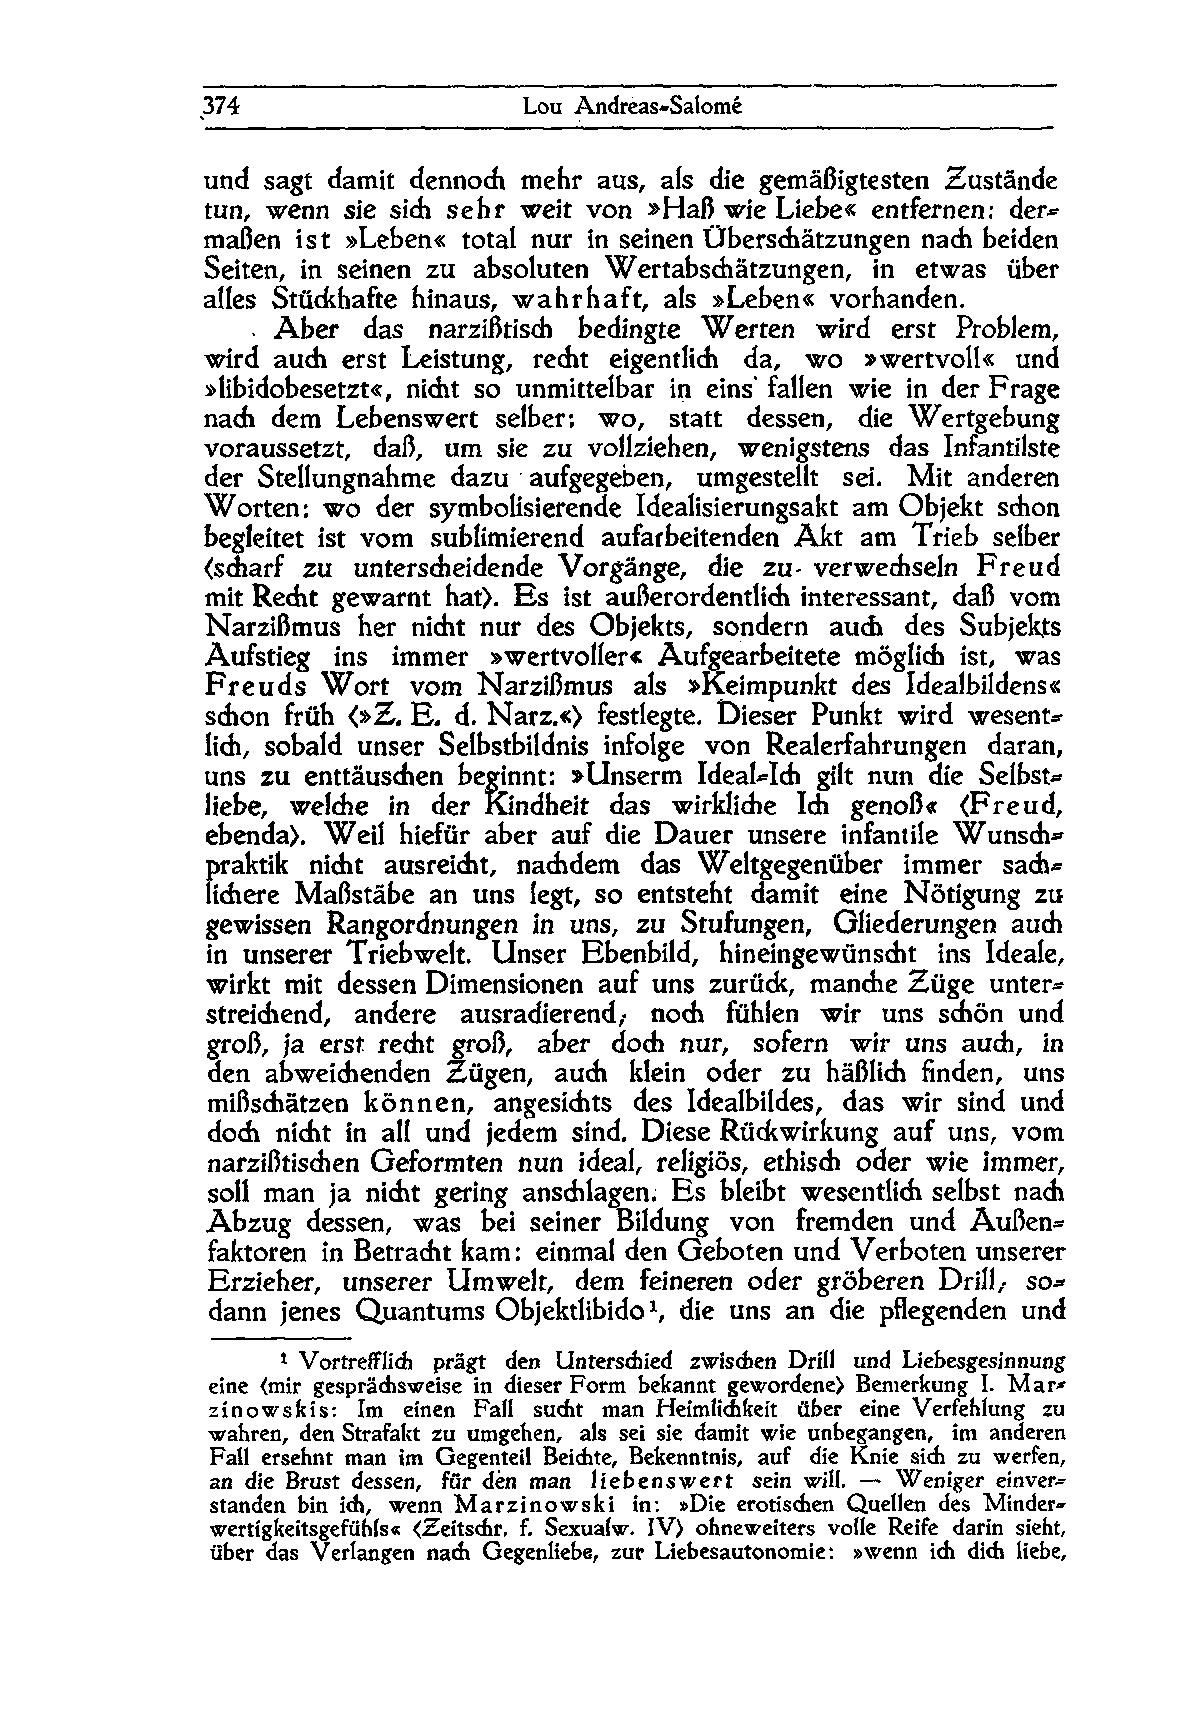 374 Lou Andreas-Salomé
und sagt damit dennoch mehr aus, als die gemäßigtesten Zustände
tun, wenn sie sich sehr weit von »Haß wie Liebe« entfernen: der-
maßen ist »Leben« total nur in seinen Überschätzungen nach beiden
Seiten, in seinen zu absoluten Wertabschätzungen, in etwas über
alles Stückhafte hinaus, wahrhaft, als »Leben« vorhanden.
Aber das narzißtisch bedingte Werten wird erst Problem,
wird auch erst Leistung, recht eigentlich da, wo »wertvoll« und
»libidobesetzt«, nicht so unmittelbar in eins fallen wie in der Frage
nach dem Lebenswert selber: wo, statt dessen, die Wertgebung
voraussetzt, daß, um sie zu vollziehen, wenigstens das Infantilste
der Stellungnahme dazu aufgegeben, umgestellt sei. Mit anderen
Worten: wo der symbolisierende Idealisierungsakt am Objekt schon
begleitet ist vom sublimierend aufarbeitenden Akt am Trieb selber
(scharf zu unterscheidende Vorgänge, die zu verwechseln Freud
mit Recht gewarnt hat). Es ist außerordentlich interessant, daß vom
Narzißmus her nicht nur des Objekts, sondern auch des Subjekts
Aufstieg ins immer »wertvoller« Aufgearbeitete möglich ist, was
Freuds Wort vom Narzißmus als »Keimpunkt des Idealbildens«
schon früh (»Z. E. d. Narz.«) festlegte. Dieser Punkt wird wesent-
lich, sobald unser Selbstbildnis infolge von Realerfahrungen daran,
uns zu enttäuschen beginnt: »Unserm Ideal-Ich gilt nun die Selbst-
liebe, welche in der Kindheit das wirkliche Ich genoß« (Freud,
ebenda). Weil hiefür aber auf die Dauer unsere infantile Wunsch-
praktik nicht ausreicht, nachdem das Weltgegenüber immer sach-
lichere Maßstäbe an uns legt, so entsteht damit eine Nötigung zu
gewissen Rangordnungen in uns, zu Stufungen, Gliederungen auch
in unserer Triebwelt. Unser Ebenbild, hineingewünscht ins Ideale,
wirkt mit dessen Dimensionen auf uns zurück, manche Züge unter-
streichend, andere ausradierend; noch fühlen wir uns schön und
groß, ja erst recht groß, aber doch nur, sofern wir uns auch, in
den abweichenden Zügen, auch klein oder zu häßlich finden, uns
mißschätzen können, angesichts des Idealbildes, das wir sind und
doch nicht in all und jedem sind. Diese Rückwirkung auf uns, vom
narzißtischen Geformten nun ideal, religiös, ethisch oder wie immer,
soll man ja nicht gering anschlagen. Es bleibt wesentlich selbst nach
Abzug dessen, was bei seiner Bildung von fremden und Außen-
faktoren in Betracht kam: einmal den Geboten und Verboten unserer
Erzieher, unserer Umwelt, dem feineren oder gröberen Drill; so-
dann jenes Quantums Objektlibido¹, die uns an die pflegenden und
¹ Vortrefflich prägt den Unterschied zwischen Drill und Liebesgesinnung
eine (mir gesprächsweise in dieser Form bekannt gewordene) Bemerkung I. Mar-
zinowskis: Im einen Fall sucht man Heimlichkeit über eine Verfehlung zu
wahren, den Strafakt zu umgehen, als sei sie damit wie unbegangen, im anderen
Fall ersehnt man im Gegenteil Beichte, Bekenntnis, auf die Knie sich zu werfen,
an die Brust dessen, für den man liebenswert sein will. — Weniger einver-
standen bin ich, wenn Marzinowski in: »Die erotischen Quellen des Minder-
wertigkeitsgefühls« (Zeitschr. f. Sexualw. IV) ohneweiters volle Reife darin sieht,
über das Verlangen nach Gegenliebe, zur Liebesautonomie: »wenn ich dich liebe,